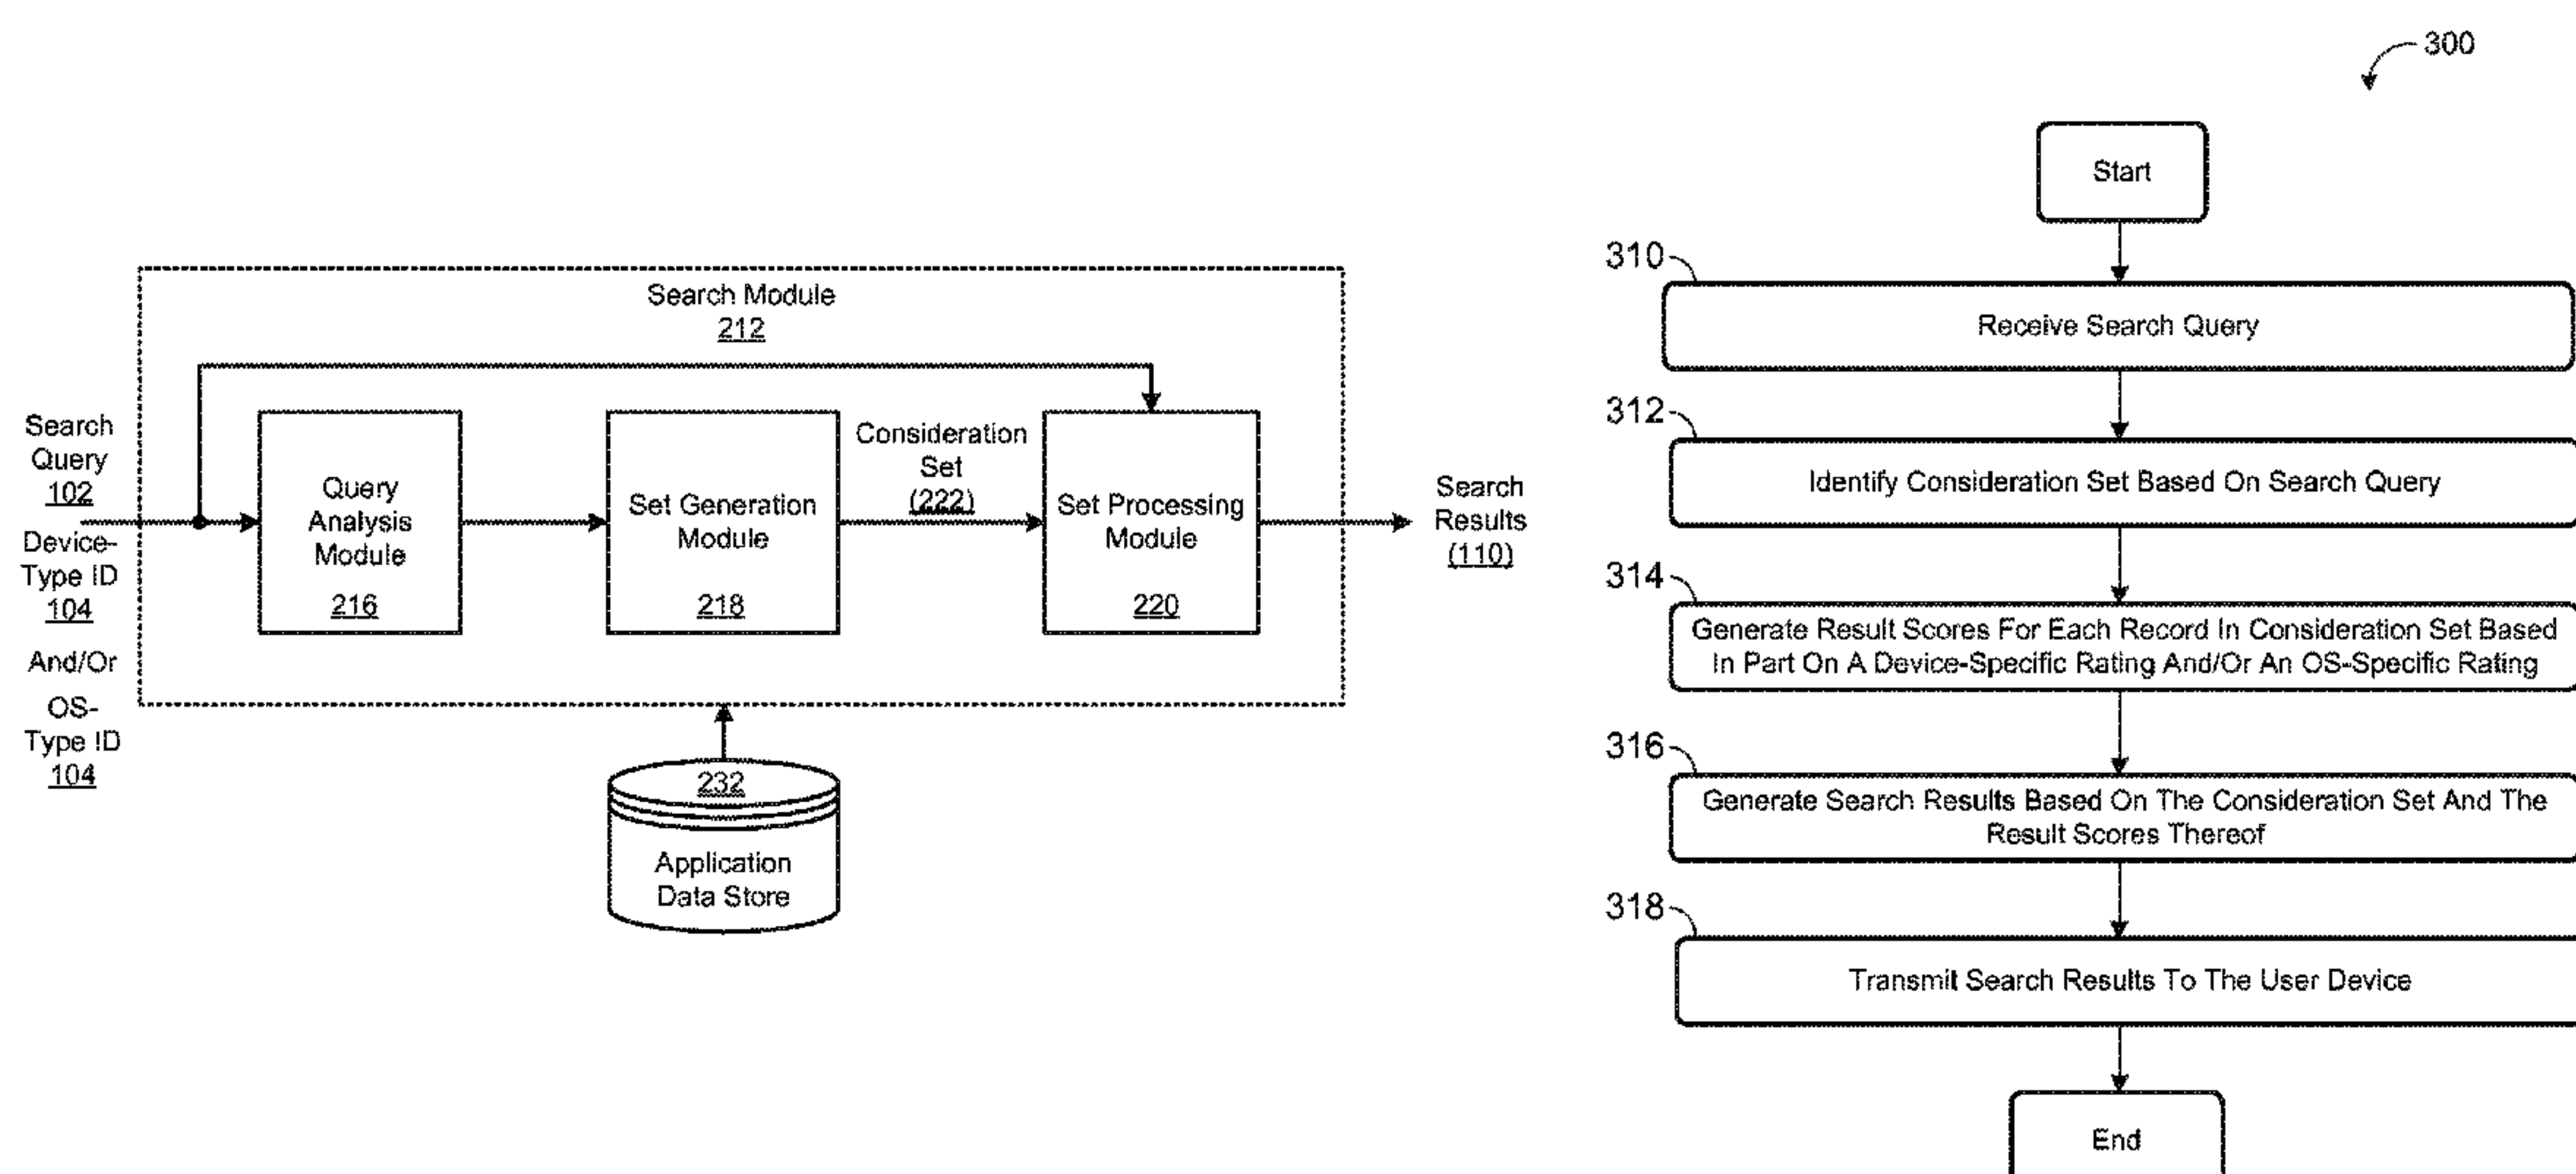 Search Module
212
Search
Query
102
Device-
Type ID
104
And/Or
OS-
Type ID
104
Query
Analysis
Module
216
Set Generation
Module
218
Consideration
Set
(222)
Set Processing
Module
220
Search
Results
(110)
232
Application
Data Store
300
Start
310
Receive Search Query
312
Identify Consideration Set Based On Search Query
314
Generate Result Scores For Each Record In Consideration Set Based
In Part On A Device-Specific Rating And/Or An OS-Specific Rating
316
Generate Search Results Based On The Consideration Set And The
Result Scores Thereof
318
Transmit Search Results To The User Device
End